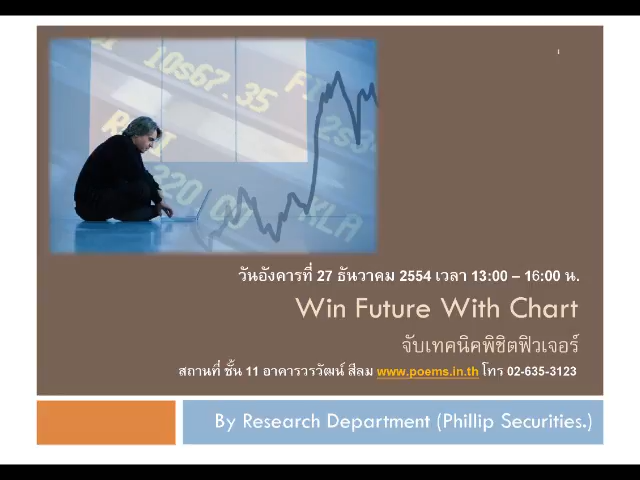 1
10s67.35
วันอังคารที่ 27 ธันวาคม 2554 เวลา 13:00 – 16:00 น.
Win Future With Chart
จับเทคนิคพิชิตฟิวเจอร์
สถานที่ ชั้น 11 อาคารวรวัฒน์ สีลม www.poems.in.th โทร 02-635-3123
By Research Department (Phillip Securities.)